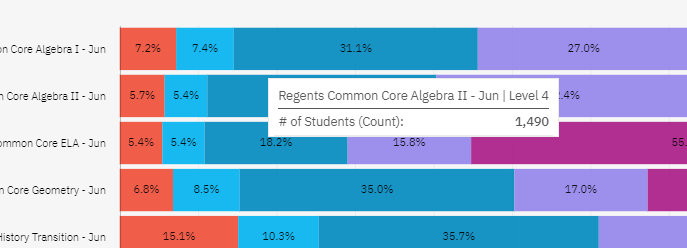 n Core Algebra I - Jun 7.2% 7.4% 31.1% 27.0%
n Core Algebra II - Jun 5.7% 5.4% .4%
Regents Common Core Algebra II - Jun | Level 4
# of Students (Count): 1,490
ommon Core ELA - Jun 5.4% 5.4% 18.2% 15.8% 55.
n Core Geometry - Jun 6.8% 8.5% 35.0% 17.0%
History Transition - Jun 15.1% 10.3% 35.7%